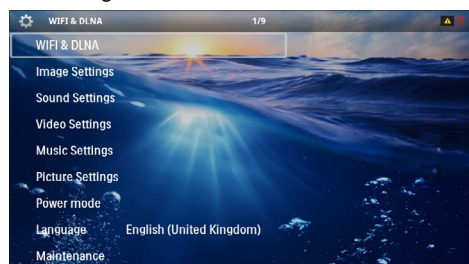 WIFI & DLNA 1/9
WIFI & DLNA
Image Settings
Sound Settings
Video Settings
Music Settings
Picture Settings
Power mode
Language English (United Kingdom)
Maintenance